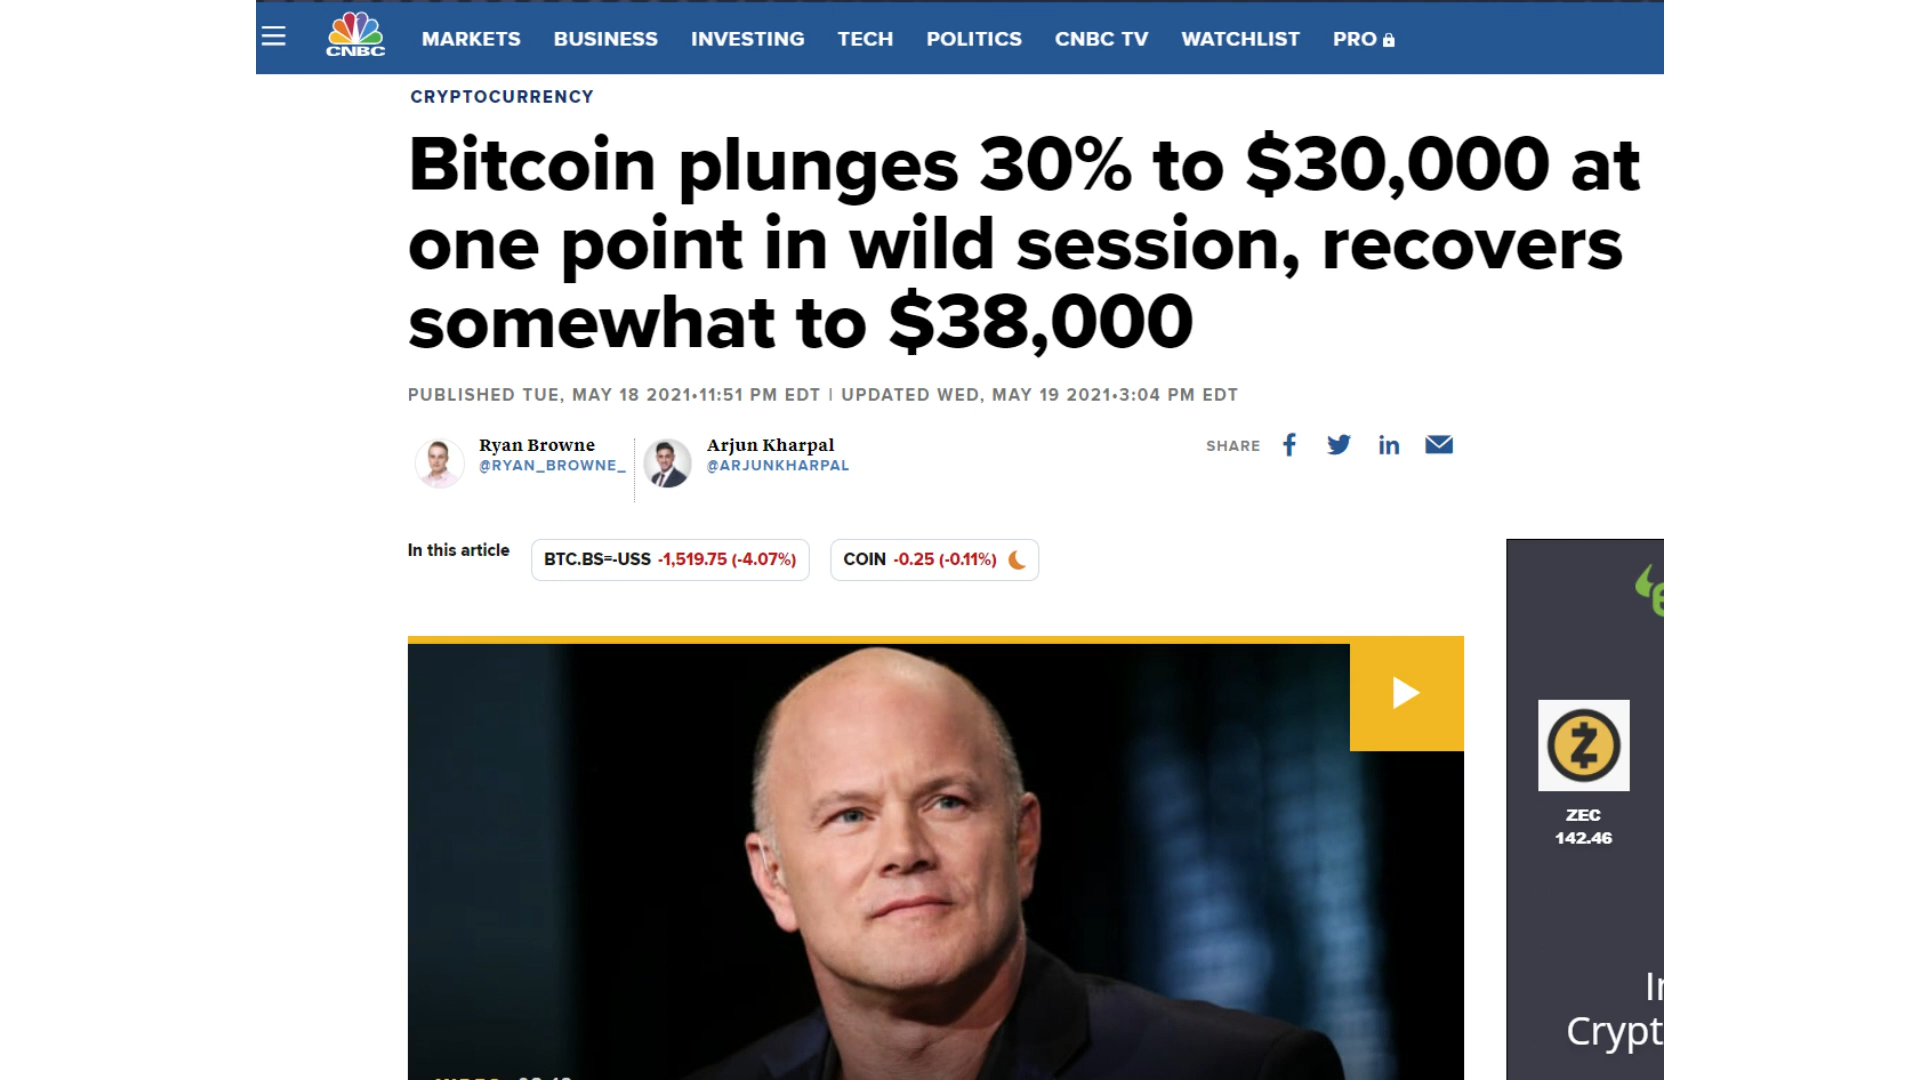 CNBC
MARKETS BUSINESS INVESTING TECH POLITICS CNBC TV WATCHLIST PRO
CRYPTOCURRENCY
Bitcoin plunges 30% to $30,000 at
one point in wild session, recovers
somewhat to $38,000
PUBLISHED TUE, MAY 18 2021•11:51 PM EDT | UPDATED WED, MAY 19 2021•3:04 PM EDT
Ryan Browne
@RYAN_BROWNE_
Arjun Kharpal
@ARJUNKHARPAL
SHARE
In this article
BTC.BS=-USS -1,519.75 (-4.07%)
COIN -0.25 (-0.11%)
ZEC
142.46